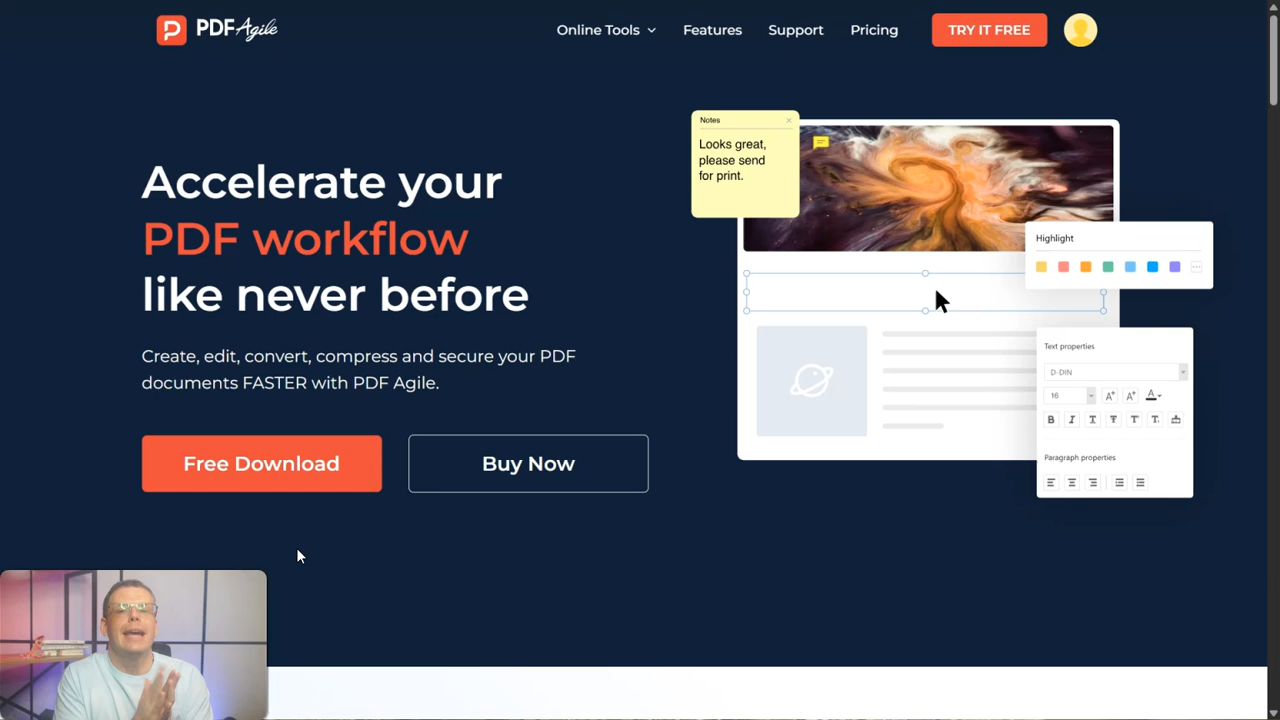 PDF Agile
Online Tools
Features
Support
Pricing
TRY IT FREE
Accelerate your
PDF workflow
like never before
Create, edit, convert, compress and secure your PDF
documents FASTER with PDF Agile.
Free Download
Buy Now
Notes
Looks great,
please send
for print.
Highlight
Text properties
D-DIN
16
Paragraph properties